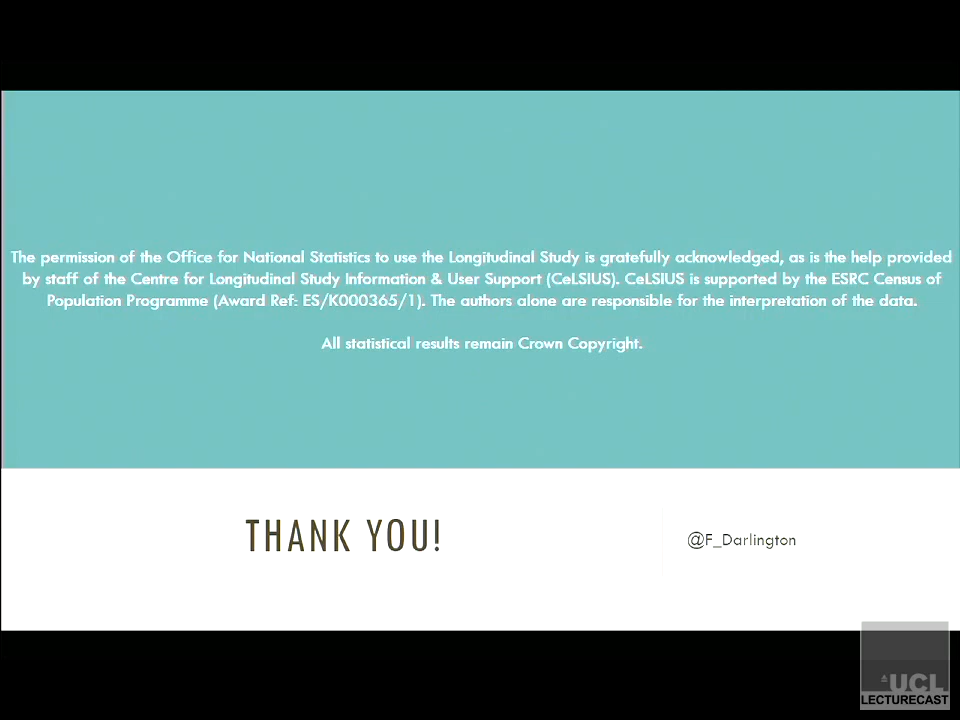 The permission of the Office for National Statistics to use the Longitudinal Study is gratefully acknowledged, as is the help provided
by staff of the Centre for Longitudinal Study Information & User Support (CeLSIUS). CeLSIUS is supported by the ESRC Census of
Population Programme (Award Ref: ES/K000365/1). The authors alone are responsible for the interpretation of the data.
All statistical results remain Crown Copyright.
THANK YOU!
@F_Darlington
UCL
LECTURECAST